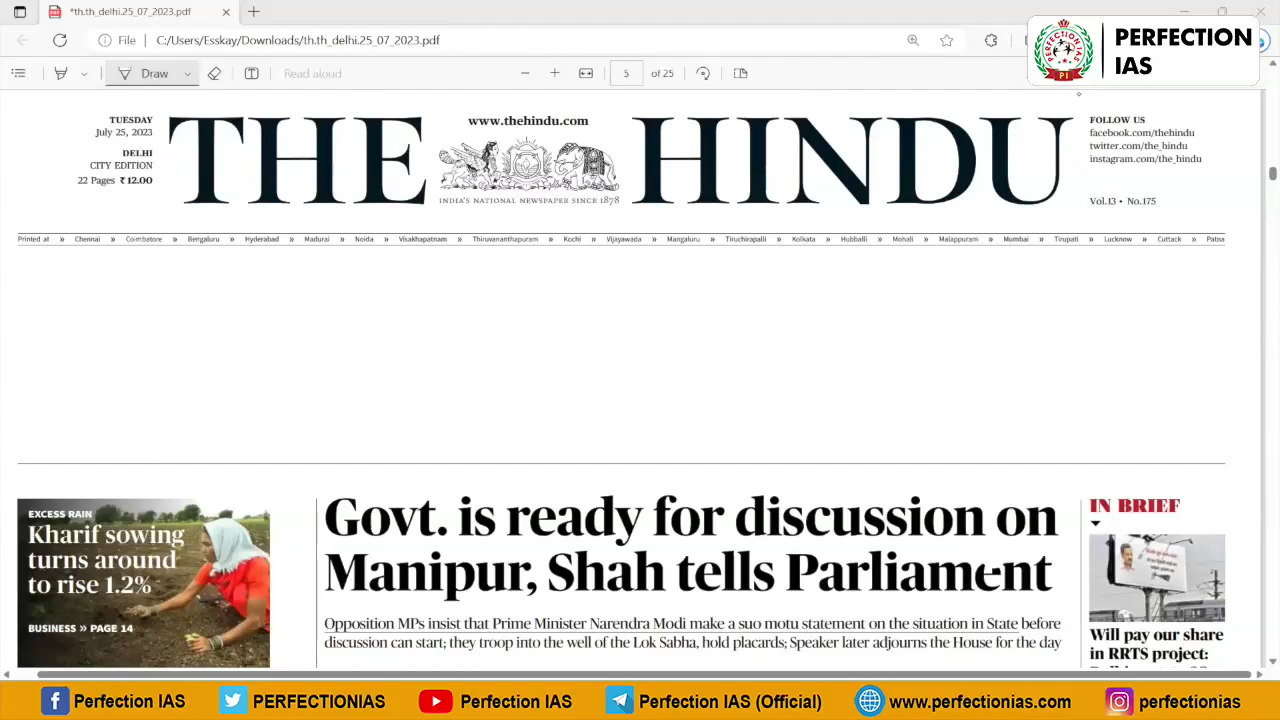 *th.th_delhi.25_07_2023.pdf
File C:/Users/Esskay/Downloads/th.th_delhi.25_07_2023.pdf
Draw Read aloud 5 of 25
PERFECTION
IAS
PERFECTION IAS
PI
TUESDAY
July 25, 2023
DELHI
CITY EDITION
22 Pages ₹12.00
THE HINDU
www.thehindu.com
INDIA'S NATIONAL NEWSPAPER SINCE 1878
FOLLOW US
facebook.com/thehindu
twitter.com/the_hindu
instagram.com/the_hindu
Vol.13 • No.175
Printed at » Chennai » Coimbatore » Bengaluru » Hyderabad » Madurai » Noida » Visakhapatnam » Thiruvananthapuram » Kochi » Vijayawada » Mangaluru » Tiruchirapalli » Kolkata » Hubballi » Mohali » Malappuram » Mumbai » Tirupati » Lucknow » Cuttack » Patna
EXCESS RAIN
Kharif sowing
turns around
to rise 1.2%
BUSINESS » PAGE 14
Govt. is ready for discussion on
Manipur, Shah tells Parliament
Opposition MPs insist that Prime Minister Narendra Modi make a suo motu statement on the situation in State before
discussion can start; they troop into the well of the Lok Sabha, hold placards; Speaker later adjourns the House for the day
IN BRIEF
Will pay our share
in RRTS project:
Perfection IAS PERFECTIONIAS Perfection IAS Perfection IAS (Official) www.perfectionias.com perfectionias